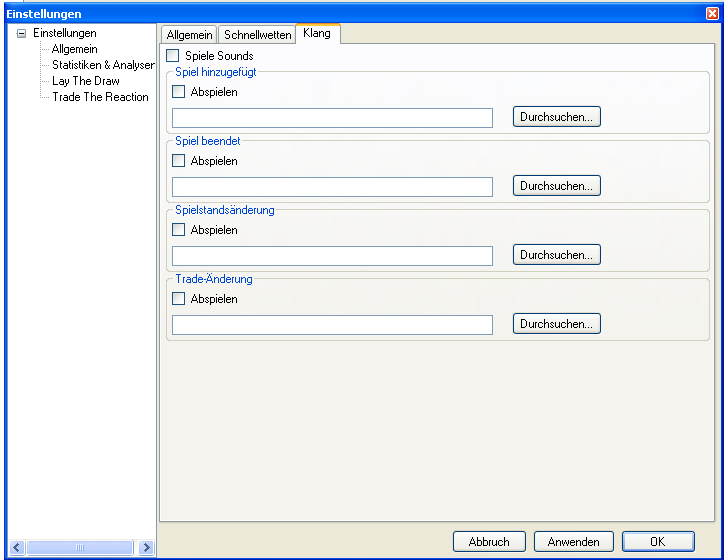 Einstellungen
Einstellungen
Allgemein
Statistiken & Analyser
Lay The Draw
Trade The Reaction
Allgemein Schnellwetten Klang
Spiele Sounds
Spiel hinzugefügt
Abspielen
Durchsuchen...
Spiel beendet
Abspielen
Durchsuchen...
Spielstandsänderung
Abspielen
Durchsuchen...
Trade-Änderung
Abspielen
Durchsuchen...
Abbruch Anwenden OK